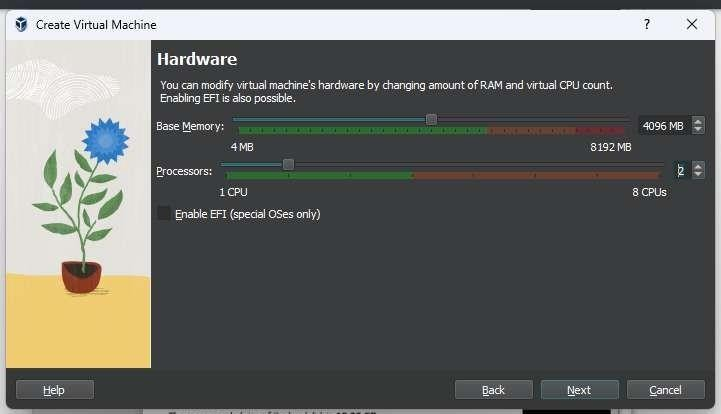 Create Virtual Machine
?
Hardware
You can modify virtual machine's hardware by changing amount of RAM and virtual CPU count.
Enabling EFI is also possible.
Base Memory:
4096 MB
4 MB
8192 MB
Processors:
2
1 CPU
8 CPUs
Enable EFI (special OSes only)
Help
Back
Next
Cancel